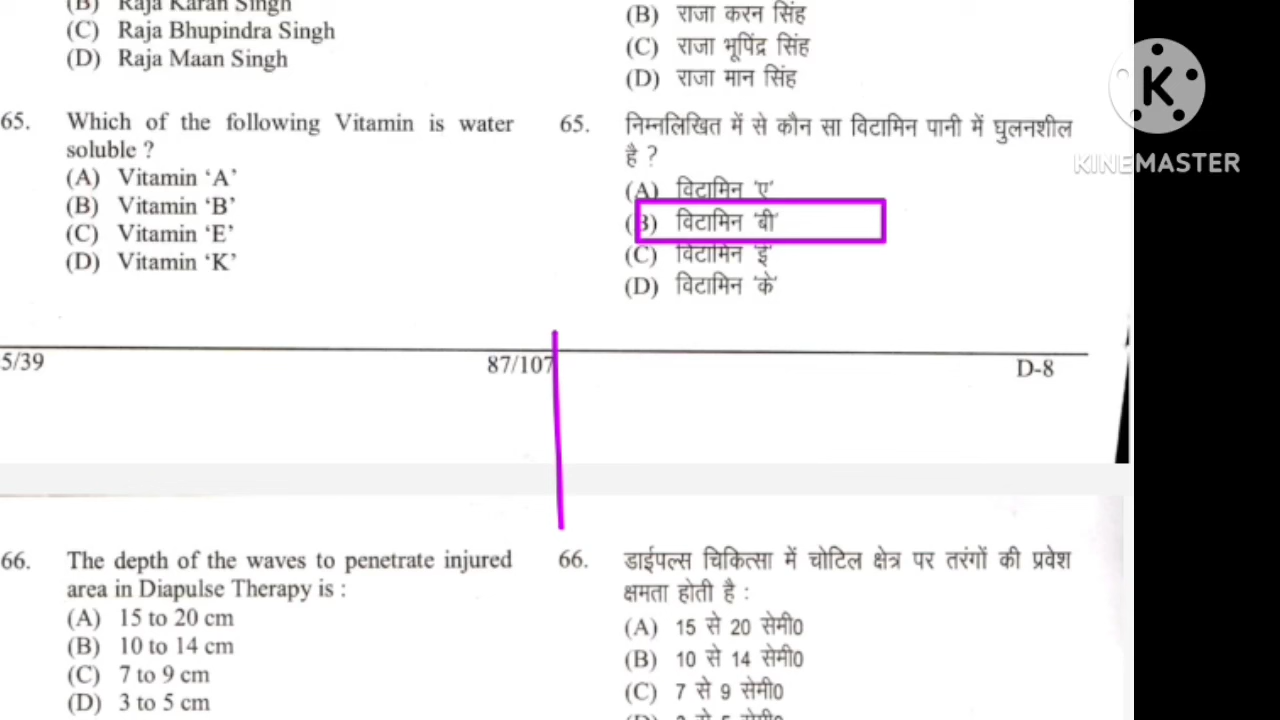 (B) Raja Karan Singh
(C) Raja Bhupindra Singh
(D) Raja Maan Singh
65. Which of the following Vitamin is water
soluble ?
(A) Vitamin ‘A’
(B) Vitamin ‘B’
(C) Vitamin ‘E’
(D) Vitamin ‘K’
(B) राजा करन सिंह
(C) राजा भूपिंद्र सिंह
(D) राजा मान सिंह
65. निम्नलिखित में से कौन सा विटामिन पानी में घुलनशील
है ?
(A) विटामिन ‘ए’
(B) विटामिन ‘बी’
(C) विटामिन ‘ई’
(D) विटामिन ‘के’
5/39 87/107 D-8
66. The depth of the waves to penetrate injured
area in Diapulse Therapy is :
(A) 15 to 20 cm
(B) 10 to 14 cm
(C) 7 to 9 cm
(D) 3 to 5 cm
66. डाईपल्स चिकित्सा में चोटिल क्षेत्र पर तरंगों की प्रवेश
क्षमता होती है :
(A) 15 से 20 सेमी0
(B) 10 से 14 सेमी0
(C) 7 से 9 सेमी0
K
KINEMASTER